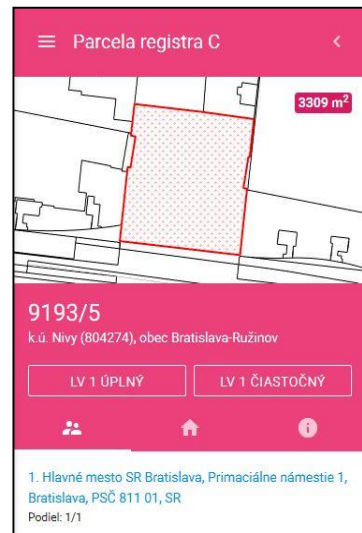 Parcela registra C
3309 m²
9193/5
k.ú. Nivy (804274), obec Bratislava-Ružinov
LV 1 ÚPLNÝ
LV 1 ČIASTOČNÝ
1. Hlavné mesto SR Bratislava, Primaciálne námestie 1,
Bratislava, PSČ 811 01, SR
Podiel: 1/1